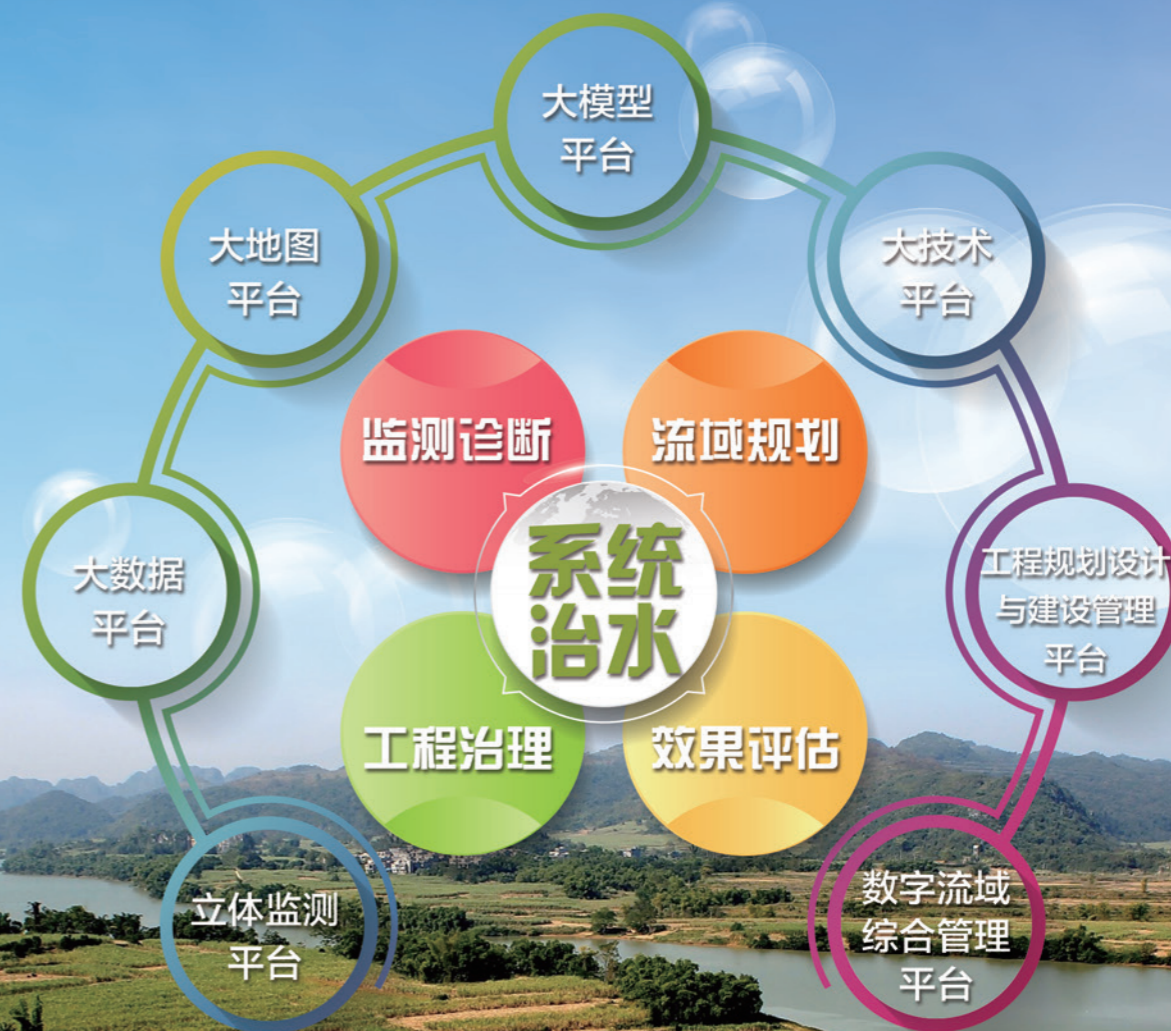 大模型
平台
大地图
平台
大技术
平台
监测诊断
流域规划
系统
治水
大数据
平台
工程规划设计
与建设管理
平台
工程治理
效果评估
立体监测
平台
数字流域
综合管理
平台